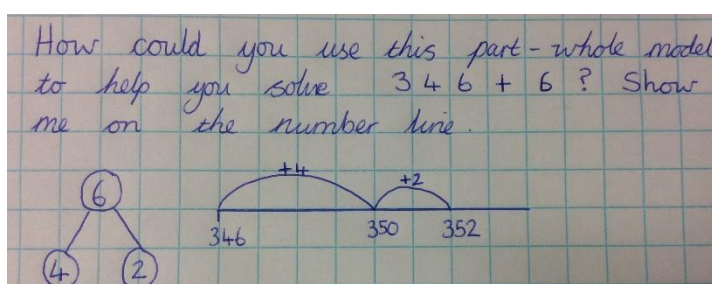 How could you use this part-whole model
to help you solve 346 + 6? Show
me on the number line.
+4 +2
6
346 350 352
4 2